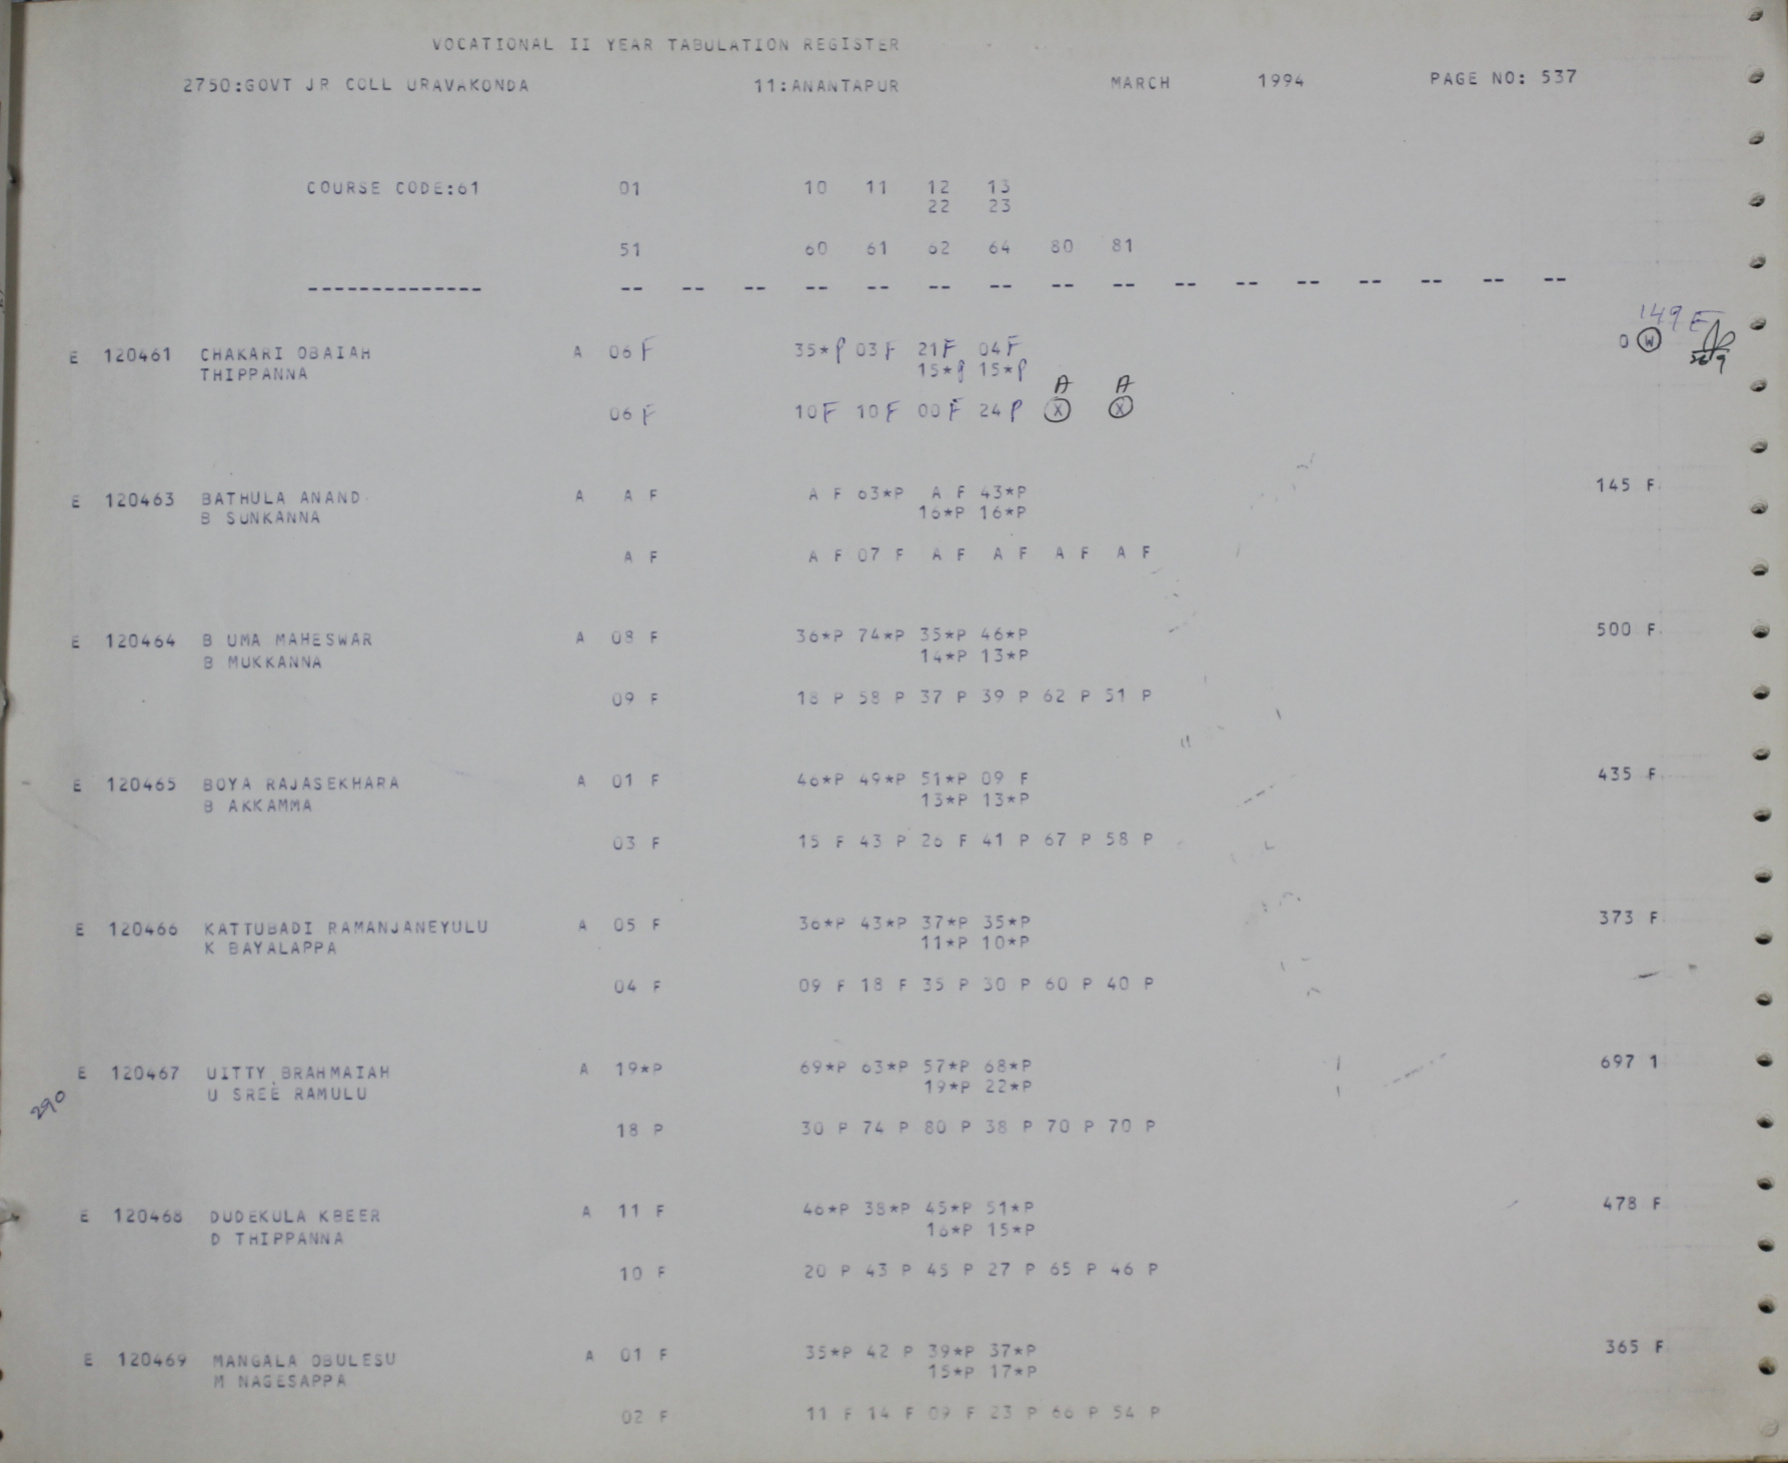 VOCATIONAL II YEAR TABULATION REGISTER
2750:GOVT JR COLL URAVAKONDA 11:ANANTAPUR MARCH 1994 PAGE NO: 537
COURSE CODE:61 01 10 11 12 13
22 23
51 60 61 62 64 80 81
-------------- -- -- -- -- -- -- -- -- -- -- -- -- -- -- -- --
149 F
E 120461 CHAKARI OBAIAH A 06 F 35*P 03 F 21F 04F 0 W
THIPPANNA 15*P 15*P
A A
06 F 10F 10F 00F 24P X X
E 120463 BATHULA ANAND A A F A F 63*P A F 43*P 145 F
B SUNKANNA 16*P 16*P
A F A F 07 F A F A F A F A F
E 120464 B UMA MAHESWAR A 08 F 36*P 74*P 35*P 46*P 500 F
B MUKKANNA 14*P 13*P
09 F 18 P 58 P 37 P 39 P 62 P 51 P
E 120465 BOYA RAJASEKHARA A 01 F 46*P 49*P 51*P 09 F 435 F
B AKKAMMA 13*P 13*P
03 F 15 F 43 P 26 F 41 P 67 P 58 P
E 120466 KATTUBADI RAMANJANEYULU A 05 F 36*P 43*P 37*P 35*P 373 F
K BAYALAPPA 11*P 10*P
04 F 09 F 18 F 35 P 30 P 60 P 40 P
E 120467 UITTY BRAHMAIAH A 19*P 69*P 63*P 57*P 68*P 697 1
290 U SREE RAMULU 19*P 22*P
18 P 30 P 74 P 80 P 38 P 70 P 70 P
E 120468 DUDEKULA KBEER A 11 F 46*P 38*P 45*P 51*P 478 F
D THIPPANNA 16*P 15*P
10 F 20 P 43 P 45 P 27 P 65 P 46 P
E 120469 MANGALA OBULESU A 01 F 35*P 42 P 39*P 37*P 365 F
M NAGESAPPA 15*P 17*P
02 F 11 F 14 F 09 F 23 P 66 P 54 P